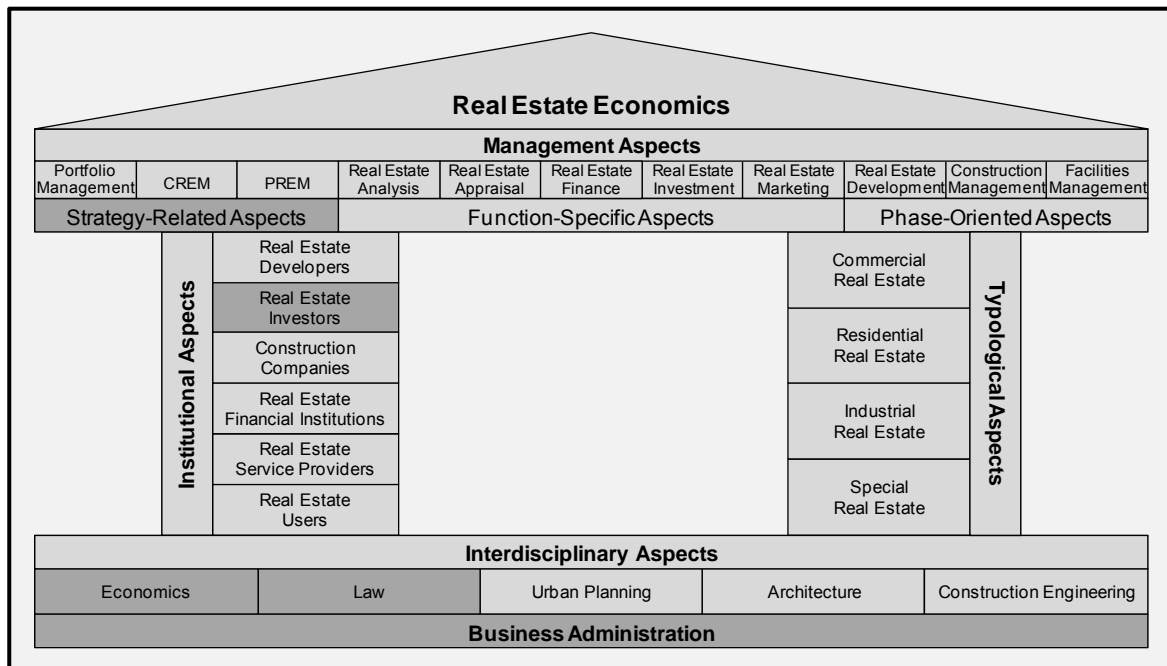 Real Estate Economics
Management Aspects
Portfolio
Management
CREM
PREM
Real Estate
Analysis
Real Estate
Appraisal
Real Estate
Finance
Real Estate
Investment
Real Estate
Marketing
Real Estate
Development
Construction
Management
Facilities
Management
Strategy-Related Aspects
Function-Specific Aspects
Phase-Oriented Aspects
Institutional Aspects
Real Estate
Developers
Real Estate
Investors
Construction
Companies
Real Estate
Financial Institutions
Real Estate
Service Providers
Real Estate
Users
Commercial
Real Estate
Residential
Real Estate
Industrial
Real Estate
Special
Real Estate
Typological Aspects
Interdisciplinary Aspects
Economics
Law
Urban Planning
Architecture
Construction Engineering
Business Administration